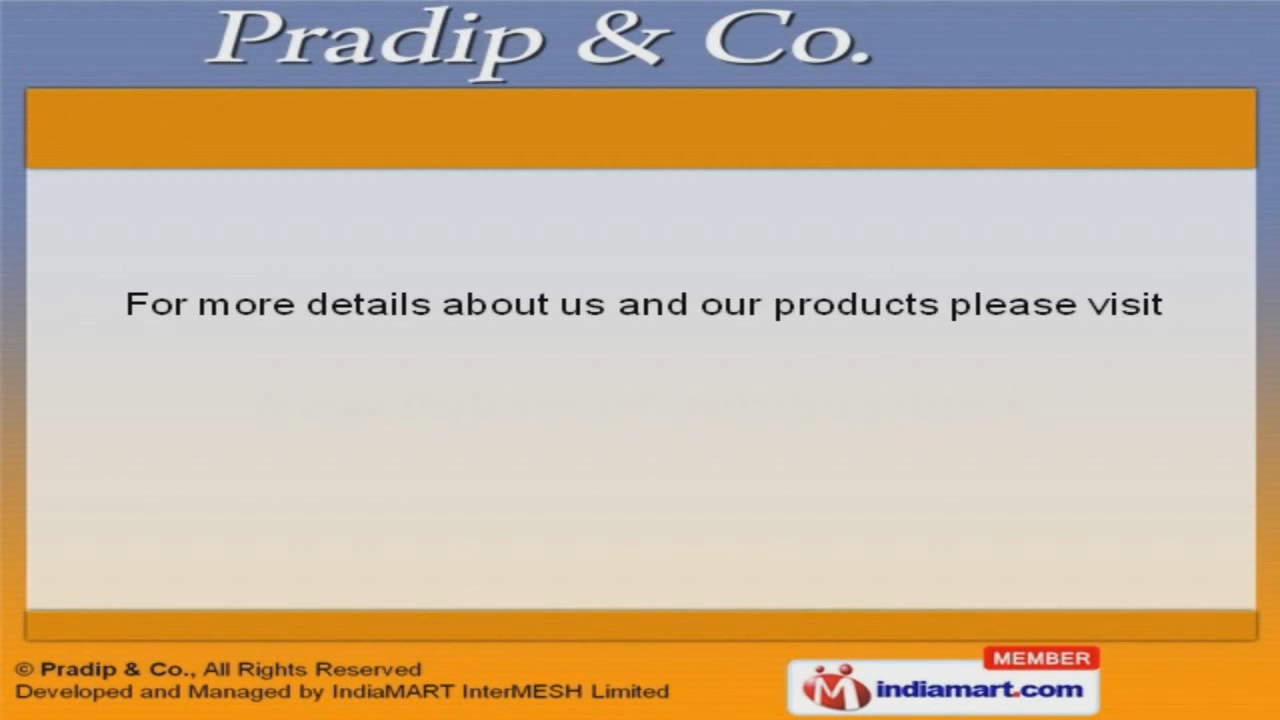 Pradip & Co.
For more details about us and our products please visit
© Pradip & Co., All Rights Reserved
Developed and Managed by IndiaMART InterMESH Limited
MEMBER
indiamart.com